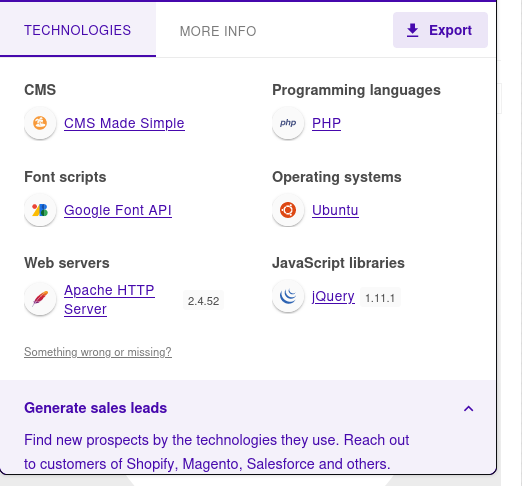 TECHNOLOGIES
MORE INFO
Export
CMS
CMS Made Simple
Programming languages
php
PHP
Font scripts
Google Font API
Operating systems
Ubuntu
Web servers
Apache HTTP
Server
2.4.52
JavaScript libraries
jQuery
1.11.1
Something wrong or missing?
Generate sales leads
Find new prospects by the technologies they use. Reach out
to customers of Shopify, Magento, Salesforce and others.